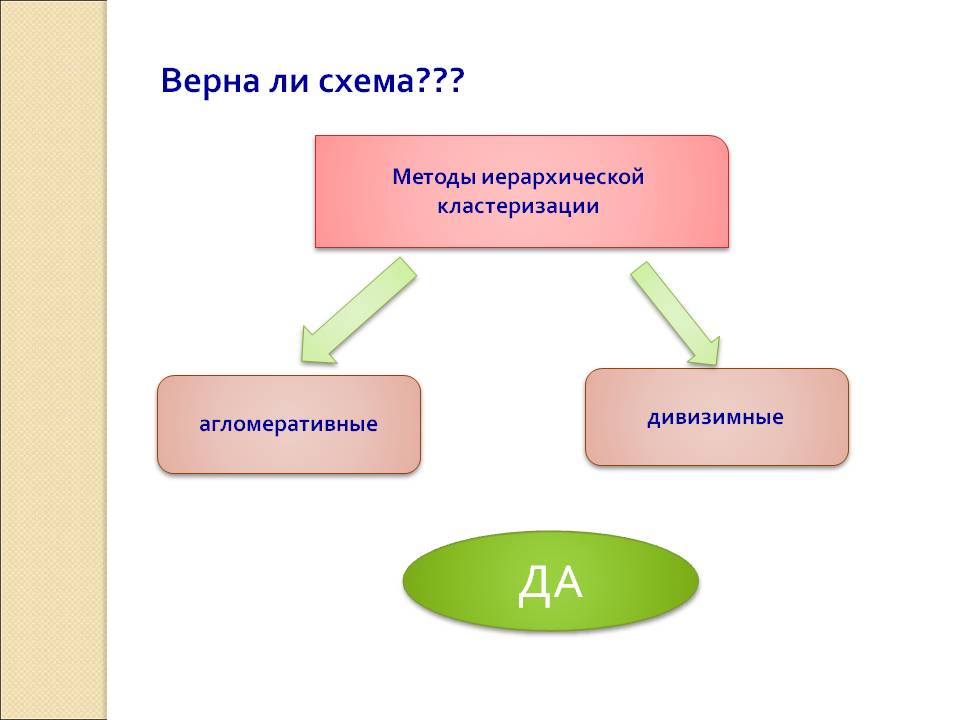 Верна ли схема???
Методы иерархической
кластеризации
агломеративные
дивизимные
ДА